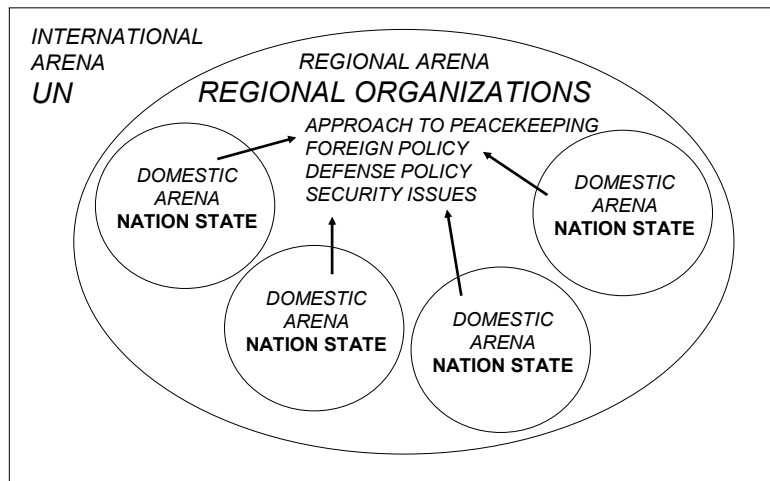 INTERNATIONAL
ARENA
UN
REGIONAL ARENA
REGIONAL ORGANIZATIONS
APPROACH TO PEACEKEEPING
FOREIGN POLICY
DEFENSE POLICY
SECURITY ISSUES
DOMESTIC
ARENA
NATION STATE
DOMESTIC
ARENA
NATION STATE
DOMESTIC
ARENA
NATION STATE
DOMESTIC
ARENA
NATION STATE